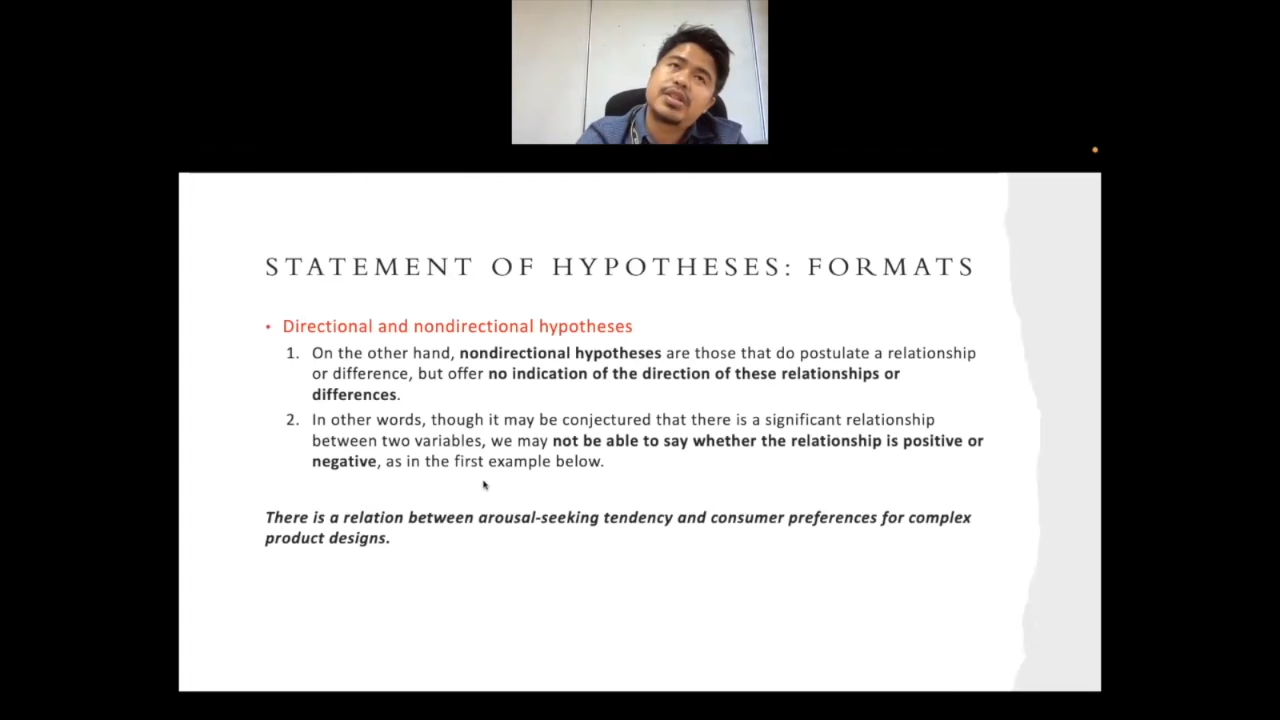 STATEMENT OF HYPOTHESES: FORMATS
• Directional and nondirectional hypotheses
1. On the other hand, nondirectional hypotheses are those that do postulate a relationship
or difference, but offer no indication of the direction of these relationships or
differences.
2. In other words, though it may be conjectured that there is a significant relationship
between two variables, we may not be able to say whether the relationship is positive or
negative, as in the first example below.
There is a relation between arousal-seeking tendency and consumer preferences for complex
product designs.